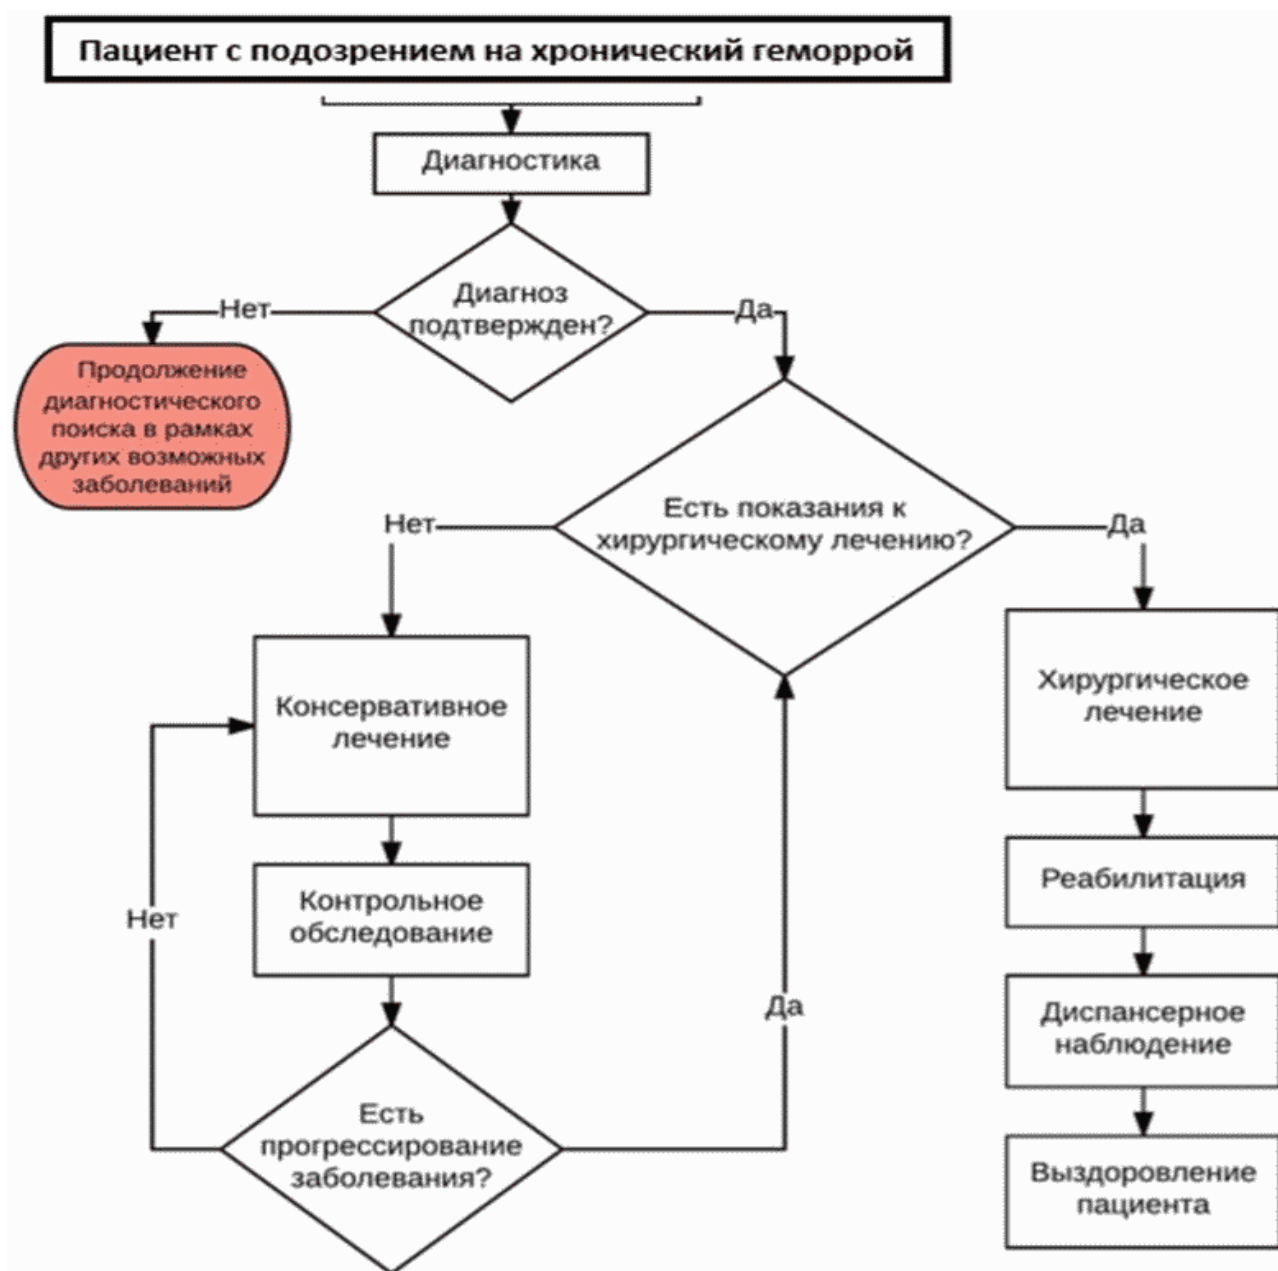 Пациент с подозрением на хронический геморрой
Диагностика
Диагноз
подтвержден?
Нет
Да
Продолжение
диагностического
поиска в рамках
других возможных
заболеваний
Есть показания к
хирургическому лечению?
Нет
Да
Консервативное
лечение
Хирургическое
лечение
Контрольное
обследование
Реабилитация
Нет
Да
Диспансерное
наблюдение
Есть
прогрессирование
заболевания?
Выздоровление
пациента